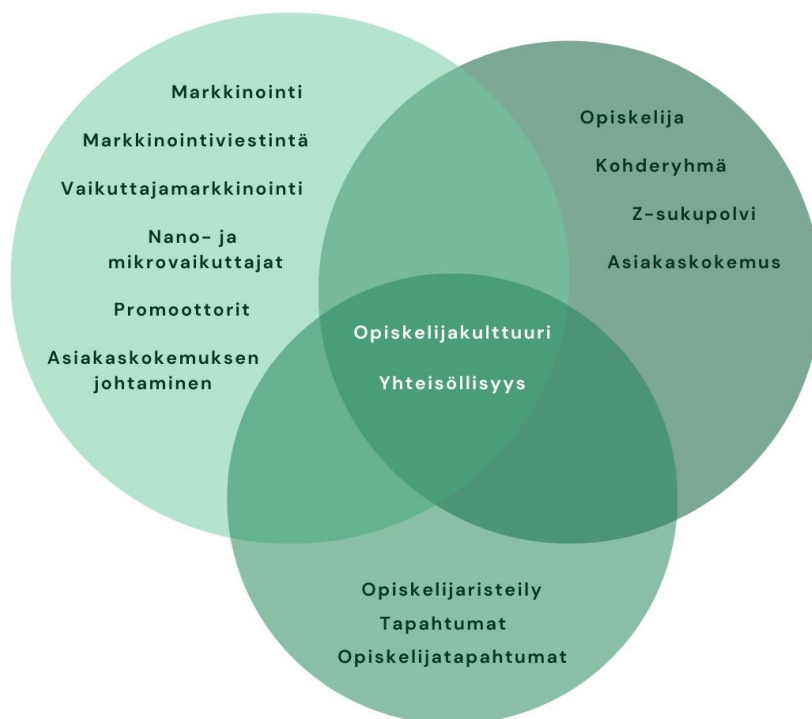 Markkinointi
Markkinointiviestintä
Vaikuttajamarkkinointi
Nano- ja
mikrovaikuttajat
Promoottorit
Asiakaskokemuksen
johtaminen
Opiskelija
Kohderyhmä
Z-sukupolvi
Asiakaskokemus
Opiskelijakulttuuri
Yhteisöllisyys
Opiskelijaristeily
Tapahtumat
Opiskelijatapahtumat